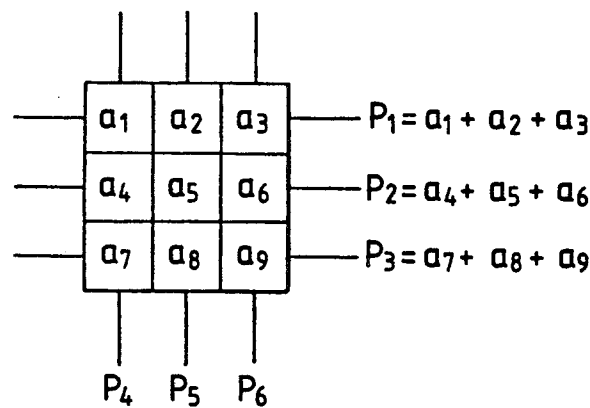 a₁ a₂ a₃ P₁ = a₁ + a₂ + a₃
a₄ a₅ a₆ P₂ = a₄ + a₅ + a₆
a₇ a₈ a₉ P₃ = a₇ + a₈ + a₉
P₄ P₅ P₆